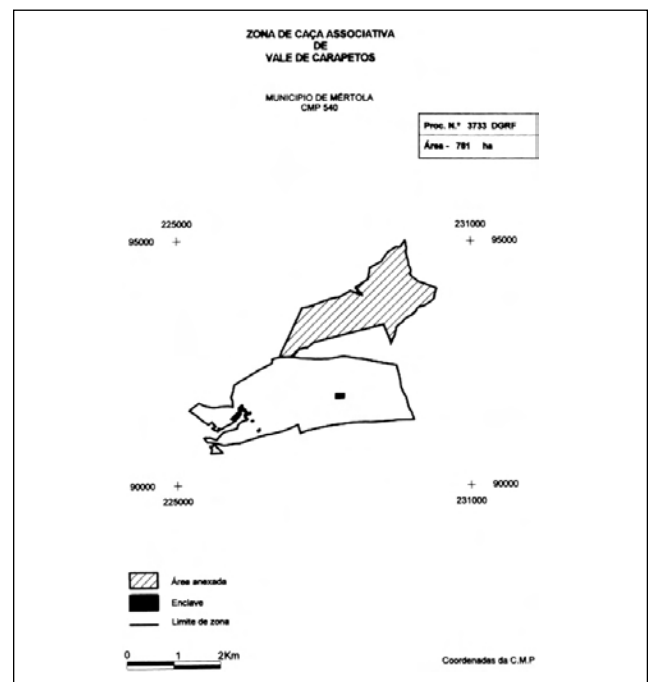 ZONA DE CAÇA ASSOCIATIVA
DE
VALE DE CARAPETOS
MUNICIPIO DE MÉRTOLA
CMP 540
Proc. N.º 3733 DGRF
Área - 781 ha
225000
231000
95000
95000
90000
90000
225000
231000
Área anexada
Enclave
Limite de zona
0 1 2Km
Coordenadas da C.M.P